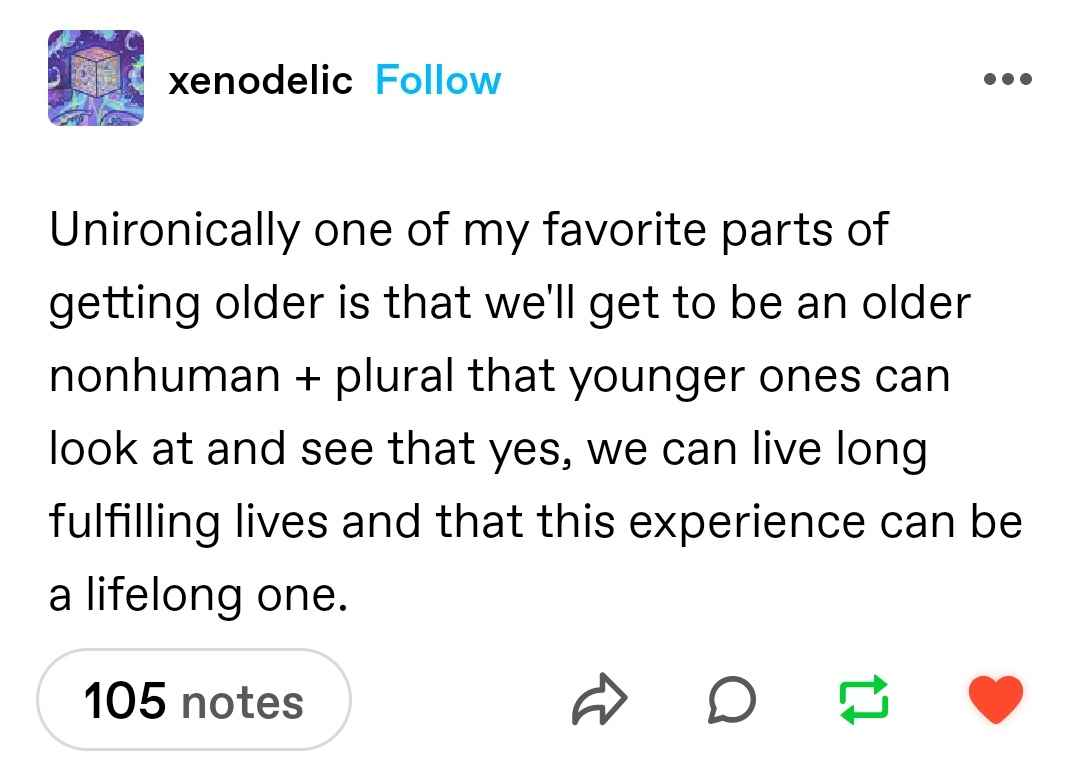 xenodelic Follow
Unironically one of my favorite parts of
getting older is that we'll get to be an older
nonhuman + plural that younger ones can
look at and see that yes, we can live long
fulfilling lives and that this experience can be
a lifelong one.
105 notes